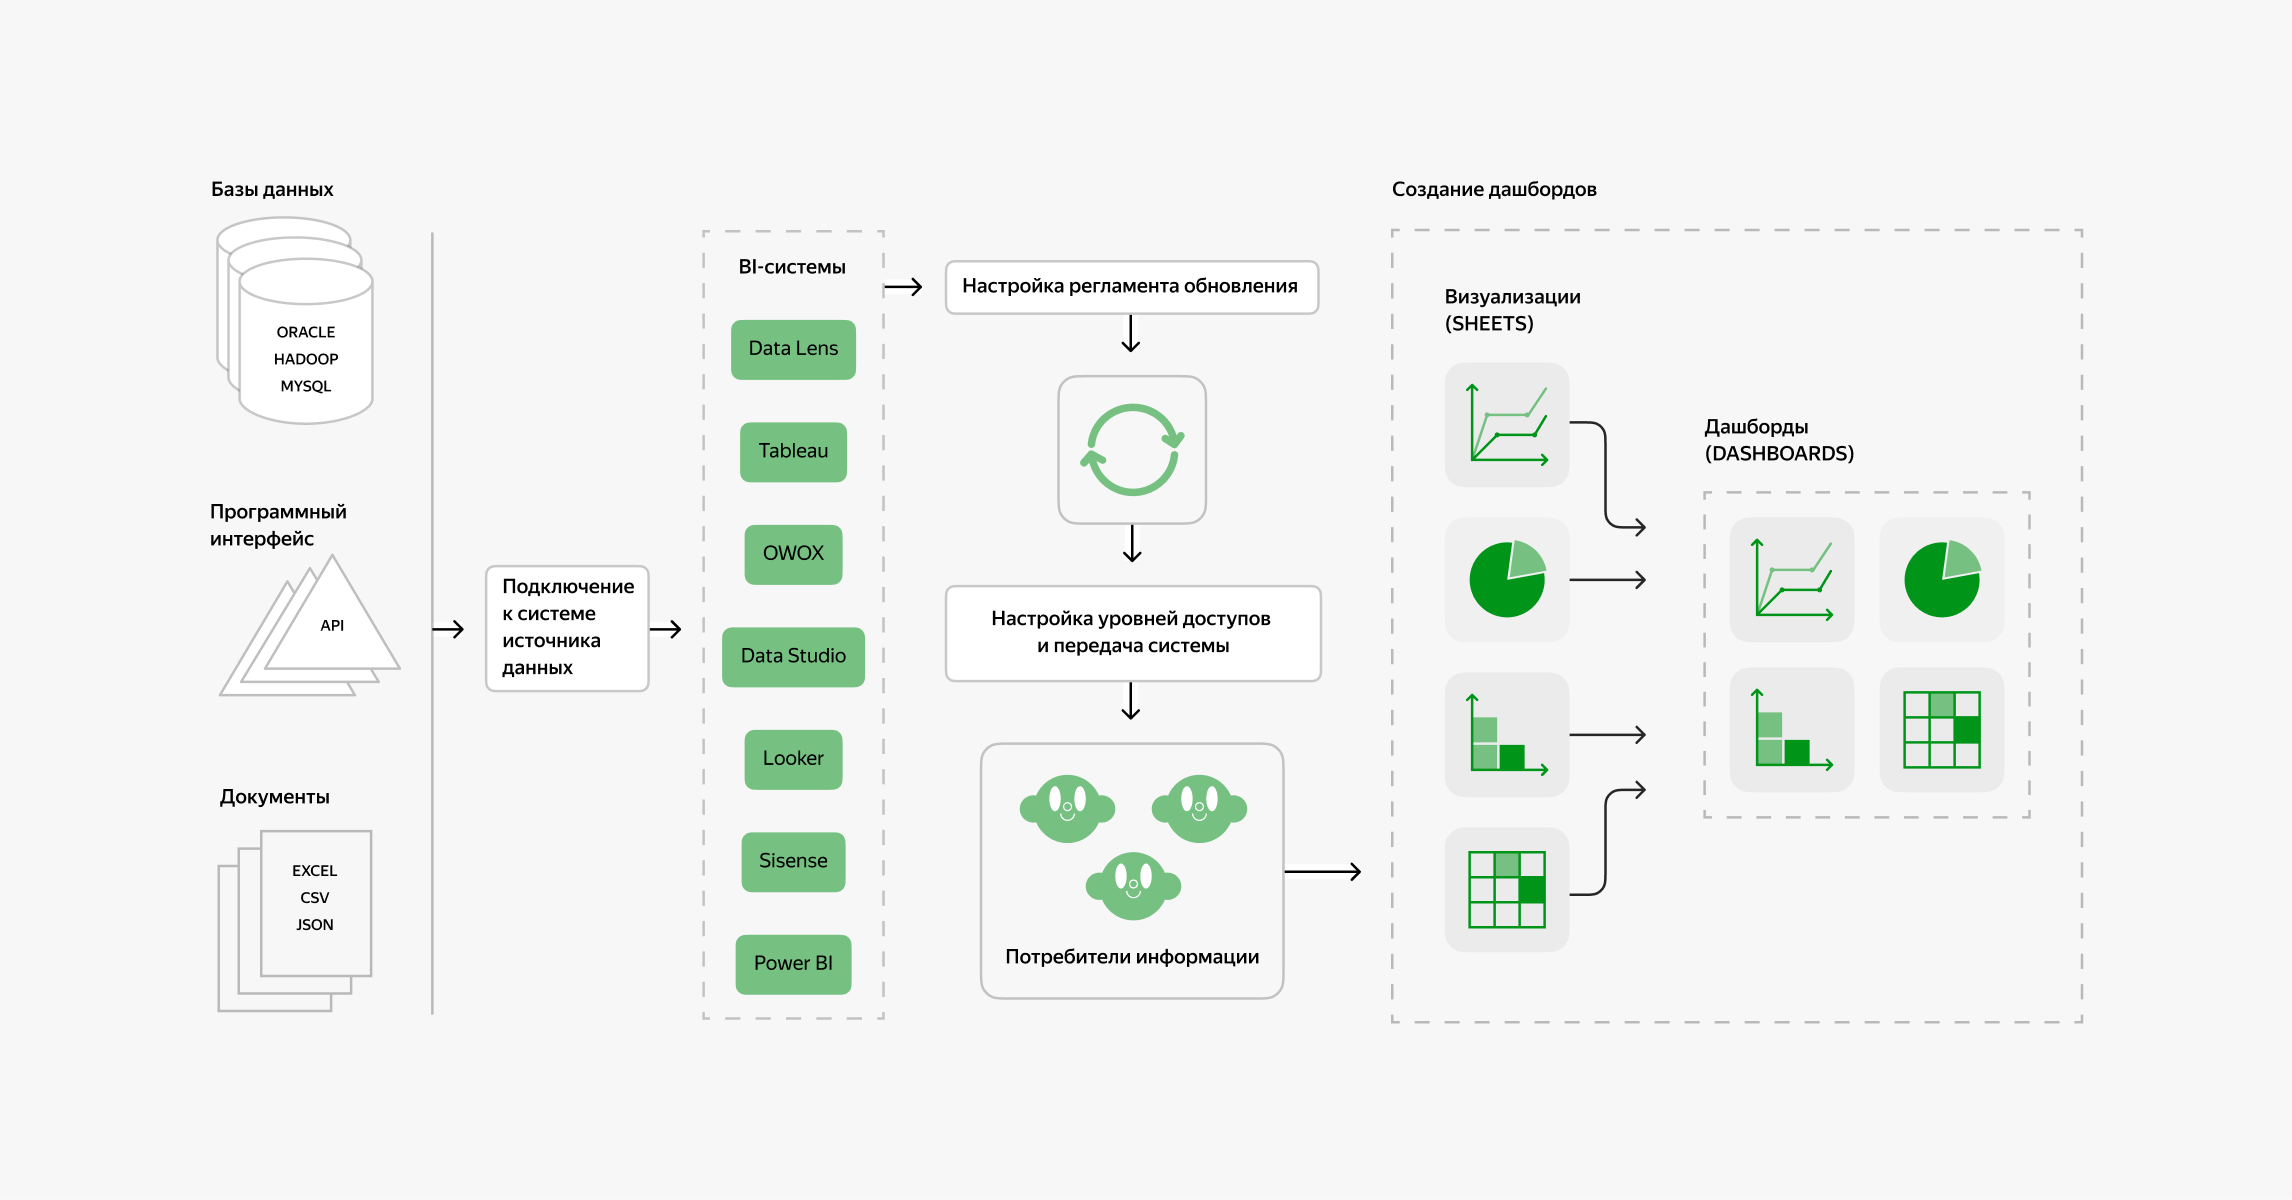 Базы данных
ORACLE
HADOOP
MYSQL
Программный
интерфейс
API
Документы
EXCEL
CSV
JSON
Подключение
к системе
источника
данных
BI-системы
Data Lens
Tableau
OWOX
Data Studio
Looker
Sisense
Power BI
Настройка регламента обновления
Настройка уровней доступов
и передача системы
Потребители информации
Создание дашбордов
Визуализации
(SHEETS)
Дашборды
(DASHBOARDS)